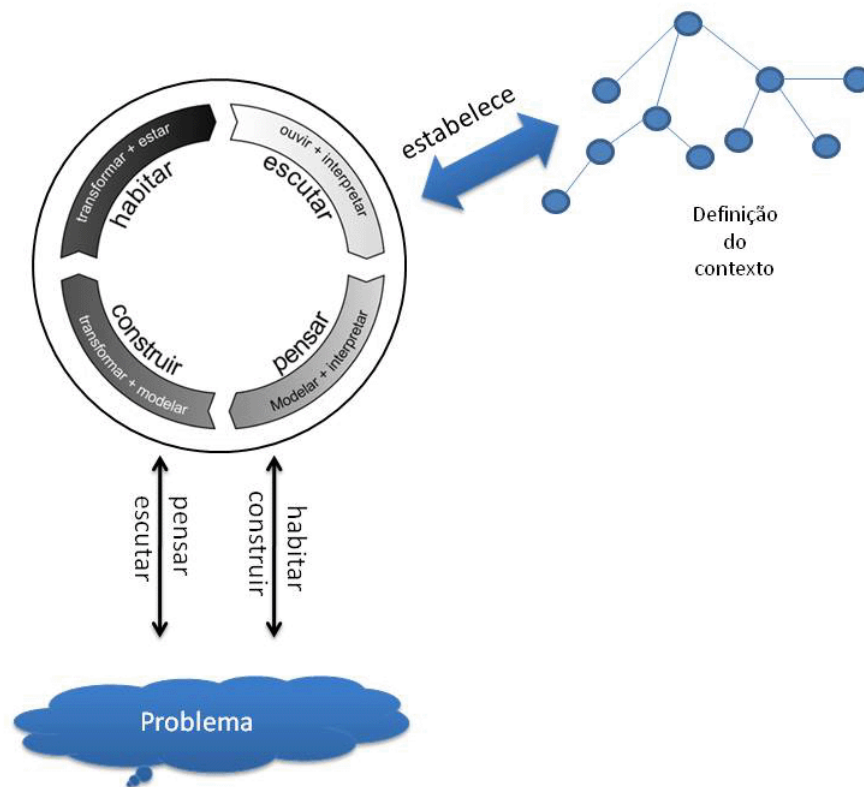 transformar + estar
habitar
ouvir + interpretar
escutar
construir
transformar + modelar
pensar
Modelar + interpretar
estabelece
Definição
do
contexto
escutar
pensar
construir
habitar
Problema